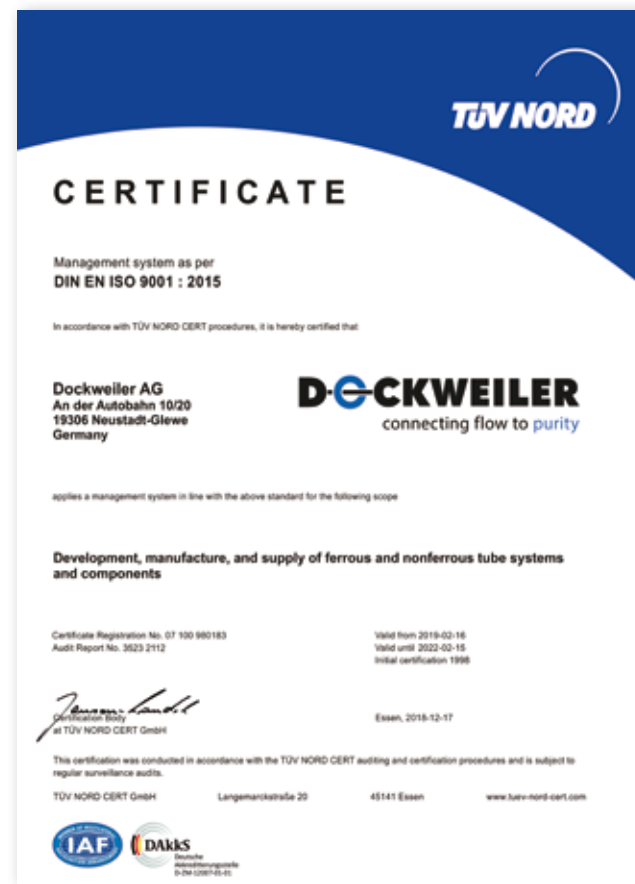 TÜV NORD
CERTIFICATE
Management system as per
DIN EN ISO 9001 : 2015
In accordance with TÜV NORD CERT procedures, it is hereby certified that
Dockweiler AG
An der Autobahn 10/20
19306 Neustadt-Glewe
Germany
DOCKWEILER
connecting flow to purity
applies a management system in line with the above standard for the following scope
Development, manufacture, and supply of ferrous and nonferrous tube systems
and components
Certificate Registration No. 07 100 980183
Audit Report No. 3523 2112
Valid from 2019-02-16
Valid until 2022-02-15
Initial certification 1998
Certification Body
at TÜV NORD CERT GmbH
Essen, 2018-12-17
This certification was conducted in accordance with the TÜV NORD CERT auditing and certification procedures and is subject to
regular surveillance audits.
TÜV NORD CERT GmbH Langemarckstraße 20 45141 Essen www.tuev-nord-cert.com
IAF
DAkkS
Deutsche
Akkreditierungsstelle
D-ZM-12007-01-01